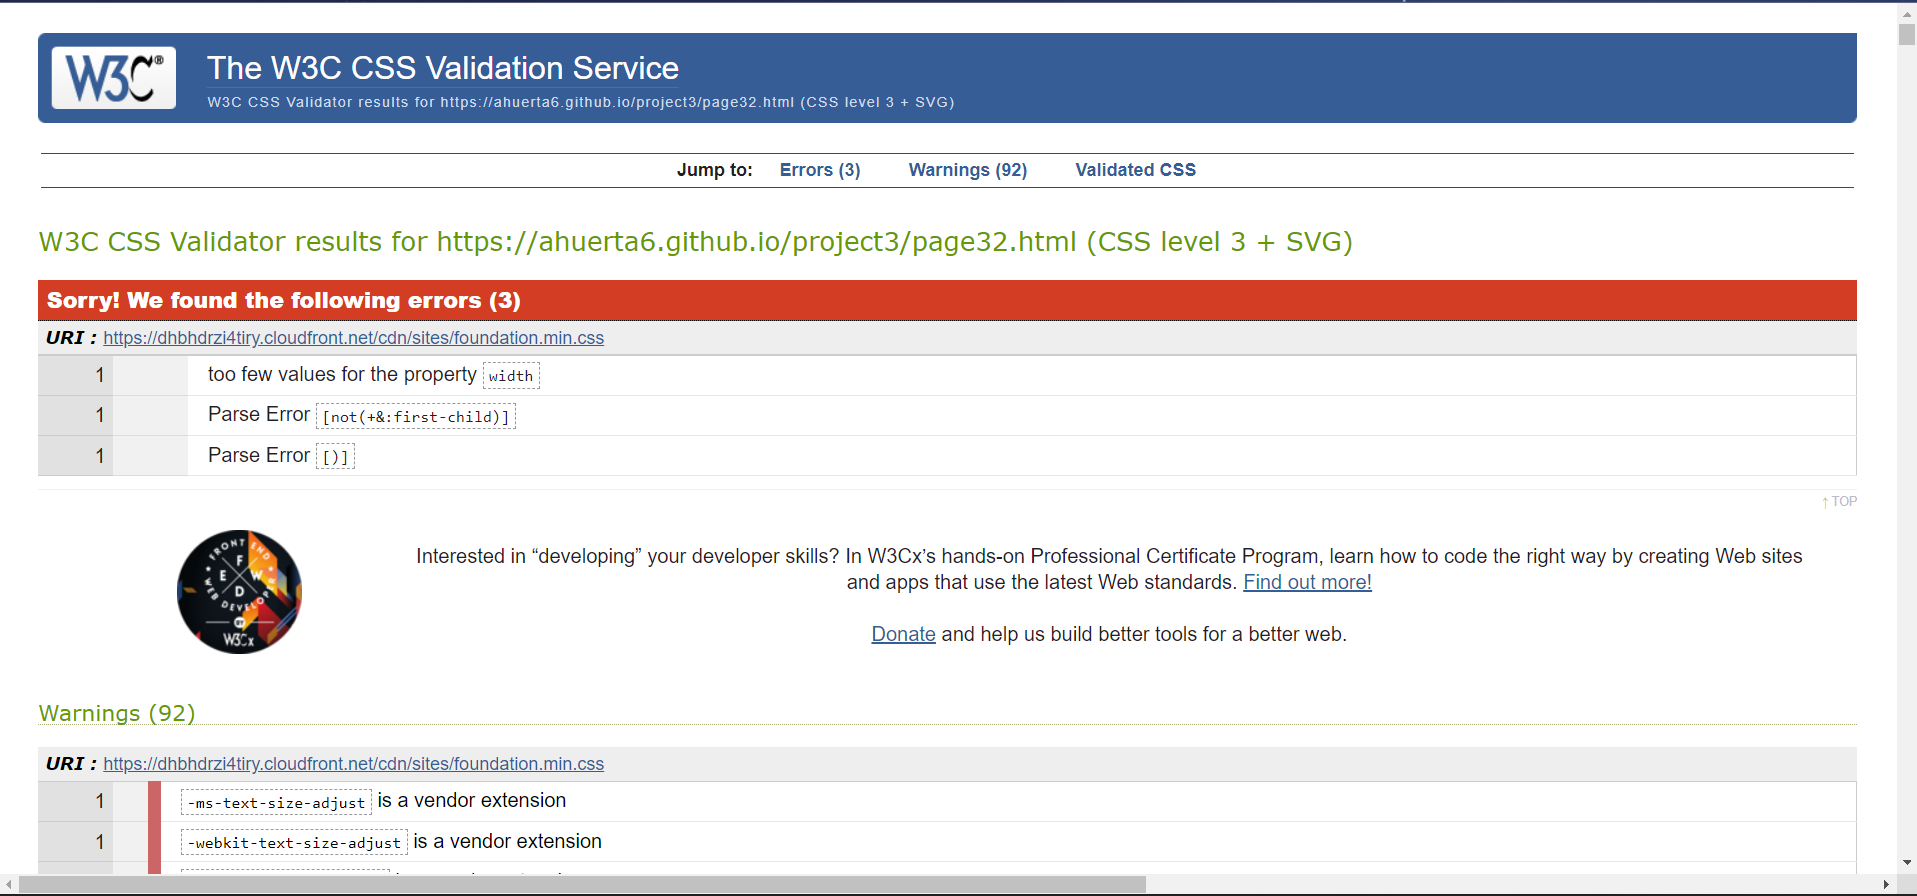 W3C®
The W3C CSS Validation Service
W3C CSS Validator results for https://ahuerta6.github.io/project3/page32.html (CSS level 3 + SVG)
Jump to: Errors (3) Warnings (92) Validated CSS
W3C CSS Validator results for https://ahuerta6.github.io/project3/page32.html (CSS level 3 + SVG)
Sorry! We found the following errors (3)
URI : https://dhbhdrzi4tiry.cloudfront.net/cdn/sites/foundation.min.css
1 too few values for the property width
1 Parse Error [not(+&:first-child)]
1 Parse Error [)]
↑ TOP
FRONT END
F
E W
D
WEB DEVELOPER
BY
W3Cx
Interested in “developing” your developer skills? In W3Cx’s hands-on Professional Certificate Program, learn how to code the right way by creating Web sites
and apps that use the latest Web standards. Find out more!
Donate and help us build better tools for a better web.
Warnings (92)
URI : https://dhbhdrzi4tiry.cloudfront.net/cdn/sites/foundation.min.css
1 -ms-text-size-adjust is a vendor extension
1 -webkit-text-size-adjust is a vendor extension